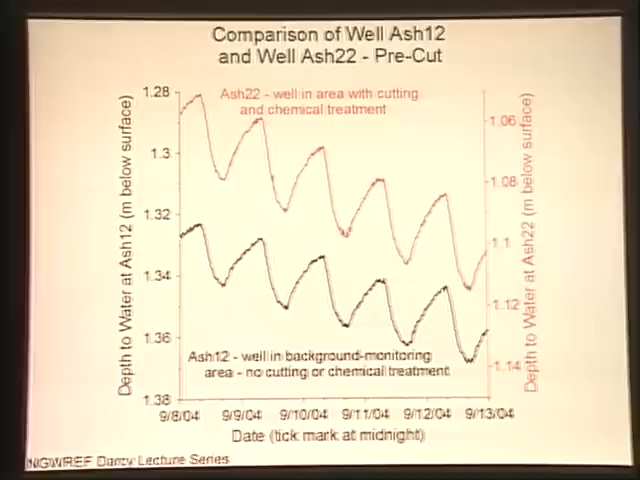 Comparison of Well Ash12
and Well Ash22 - Pre-Cut
Ash22 - well in area with cutting
and chemical treatment
Depth to Water at Ash12 (m below surface)
1.28
1.3
1.32
1.34
1.36
1.38
1.06
1.08
1.1
1.12
1.14
Depth to Water at Ash22 (m below surface)
Ash12 - well in background-monitoring
area - no cutting or chemical treatment
9/8/04 9/9/04 9/10/04 9/11/04 9/12/04 9/13/04
Date (tick mark at midnight)
NGWREF Darcy Lecture Series